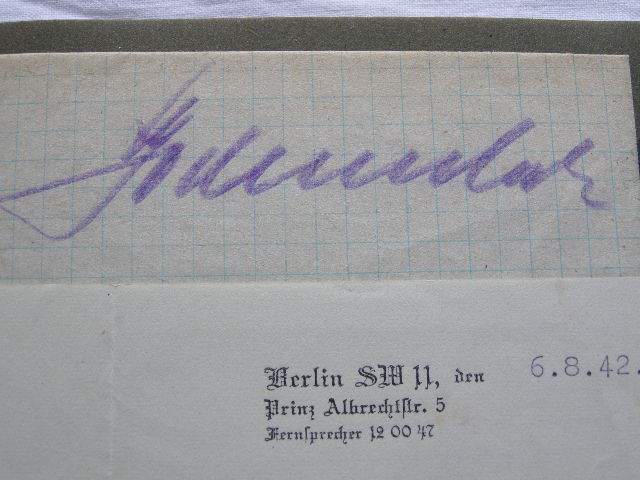 Berlin SW 11, den 6.8.42.
Prinz Albrechtstr. 5
Fernsprecher 12 00 47